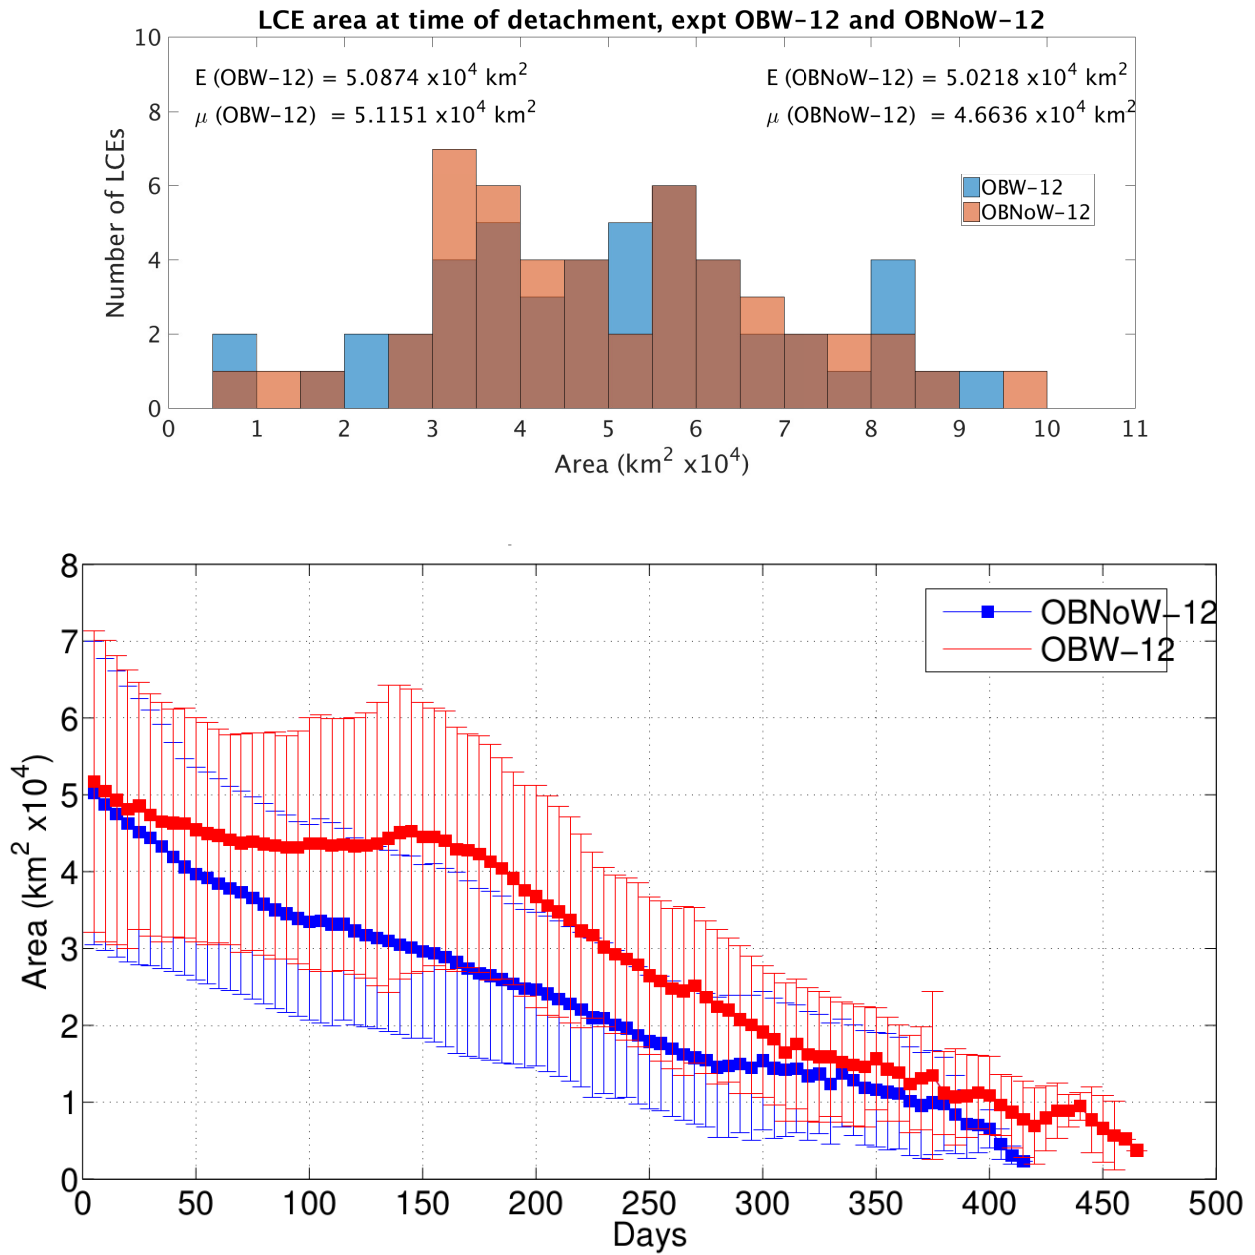 LCE area at time of detachment, expt OBW-12 and OBNoW-12
10
E (OBW-12) = 5.0874 x10⁴ km²
E (OBNoW-12) = 5.0218 x10⁴ km²
μ (OBW-12) = 5.1151 x10⁴ km²
μ (OBNoW-12) = 4.6636 x10⁴ km²
8
6
4
2
0
Number of LCEs
OBW-12
OBNoW-12
0 1 2 3 4 5 6 7 8 9 10 11
Area (km² x10⁴)
8
7
6
5
4
3
2
1
0
Area (km² x10⁴)
OBNoW-12
OBW-12
0 50 100 150 200 250 300 350 400 450 500
Days